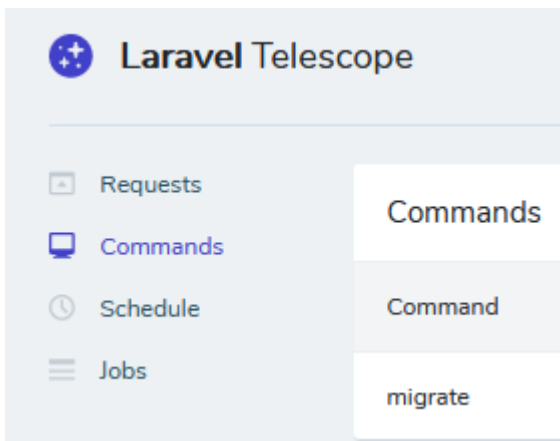 Laravel Telescope
Requests
Commands
Schedule
Jobs
Commands
Command
migrate